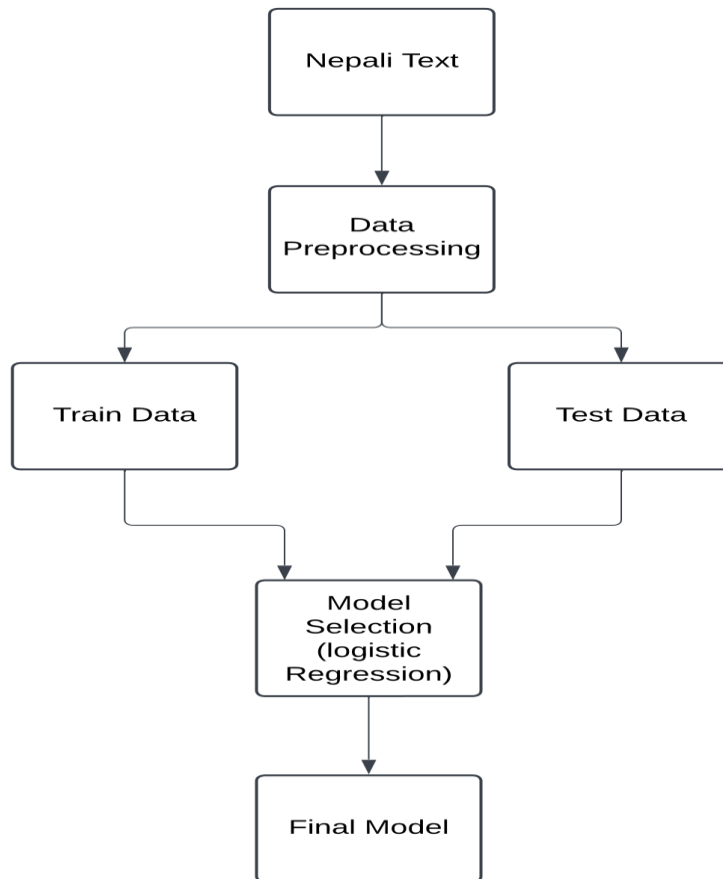 Nepali Text
Data
Preprocessing
Train Data
Test Data
Model
Selection
(logistic
Regression)
Final Model